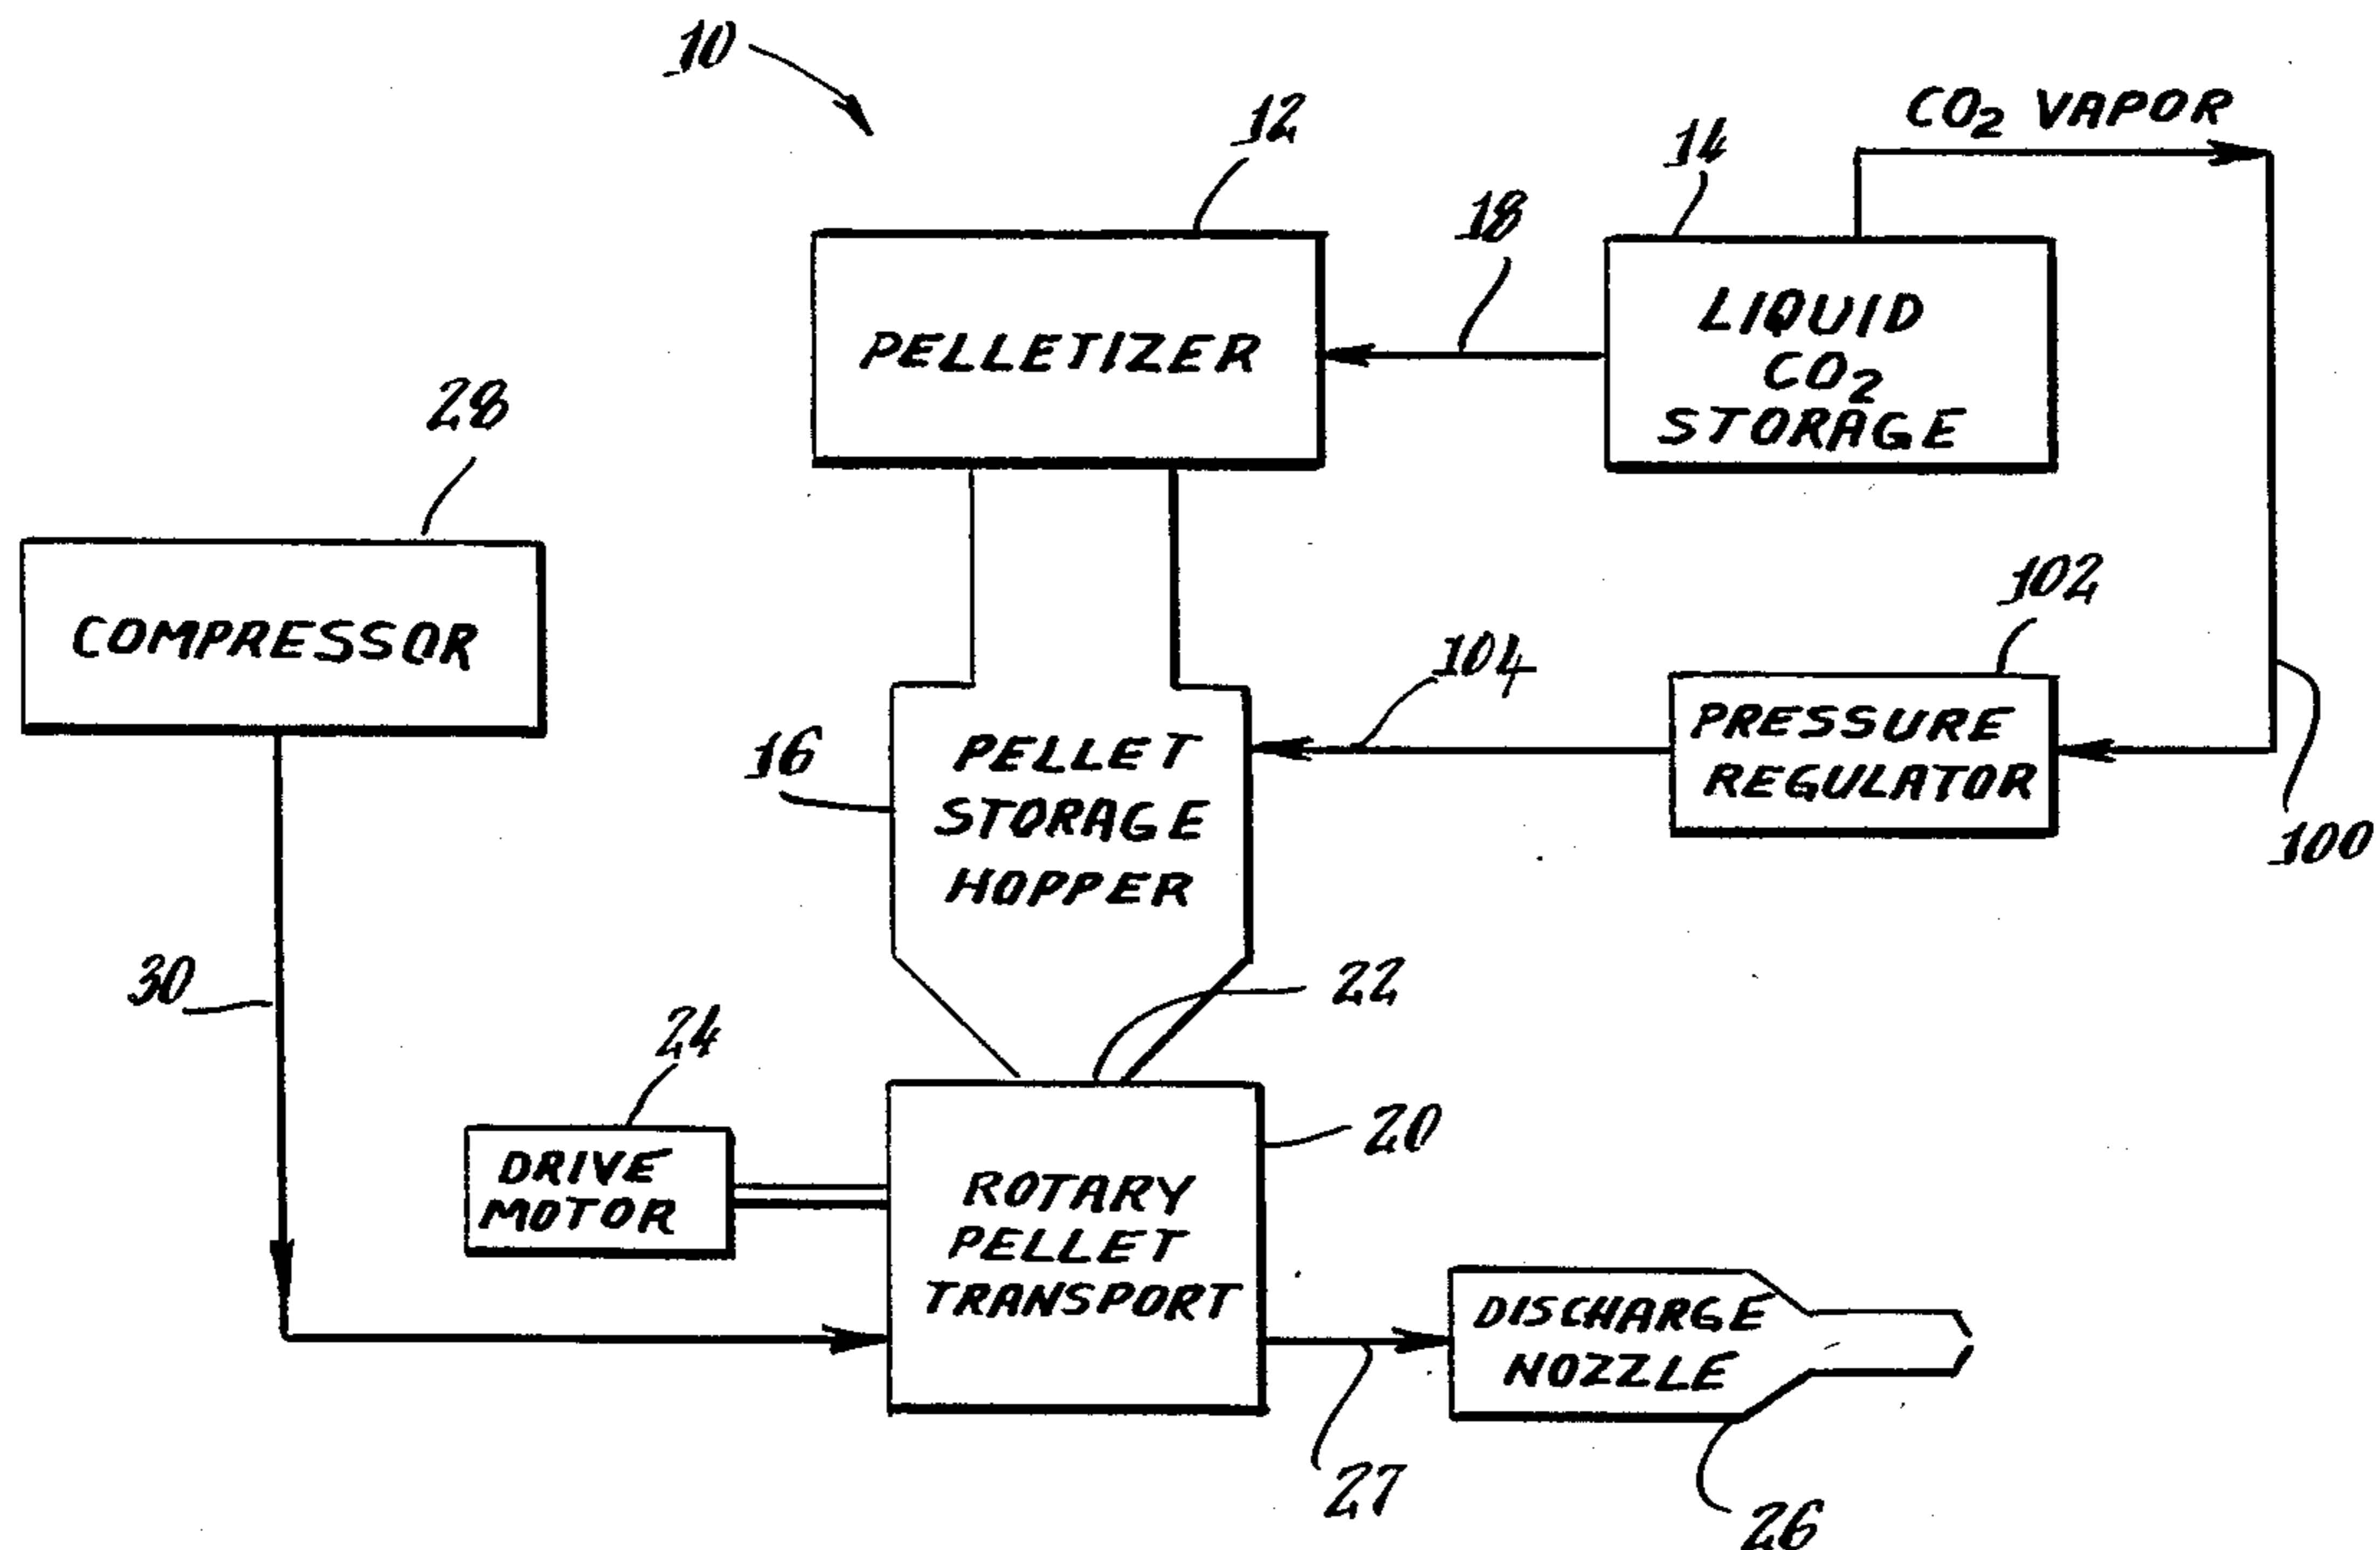 10
12
CO₂ VAPOR
14
18
PELLETIZER
LIQUID
CO₂
STORAGE
28
COMPRESSOR
102
104
PRESSURE
REGULATOR
16
PELLET
STORAGE
HOPPER
100
30
22
24
20
DRIVE
MOTOR
ROTARY
PELLET
TRANSPORT
DISCHARGE
NOZZLE
27
26